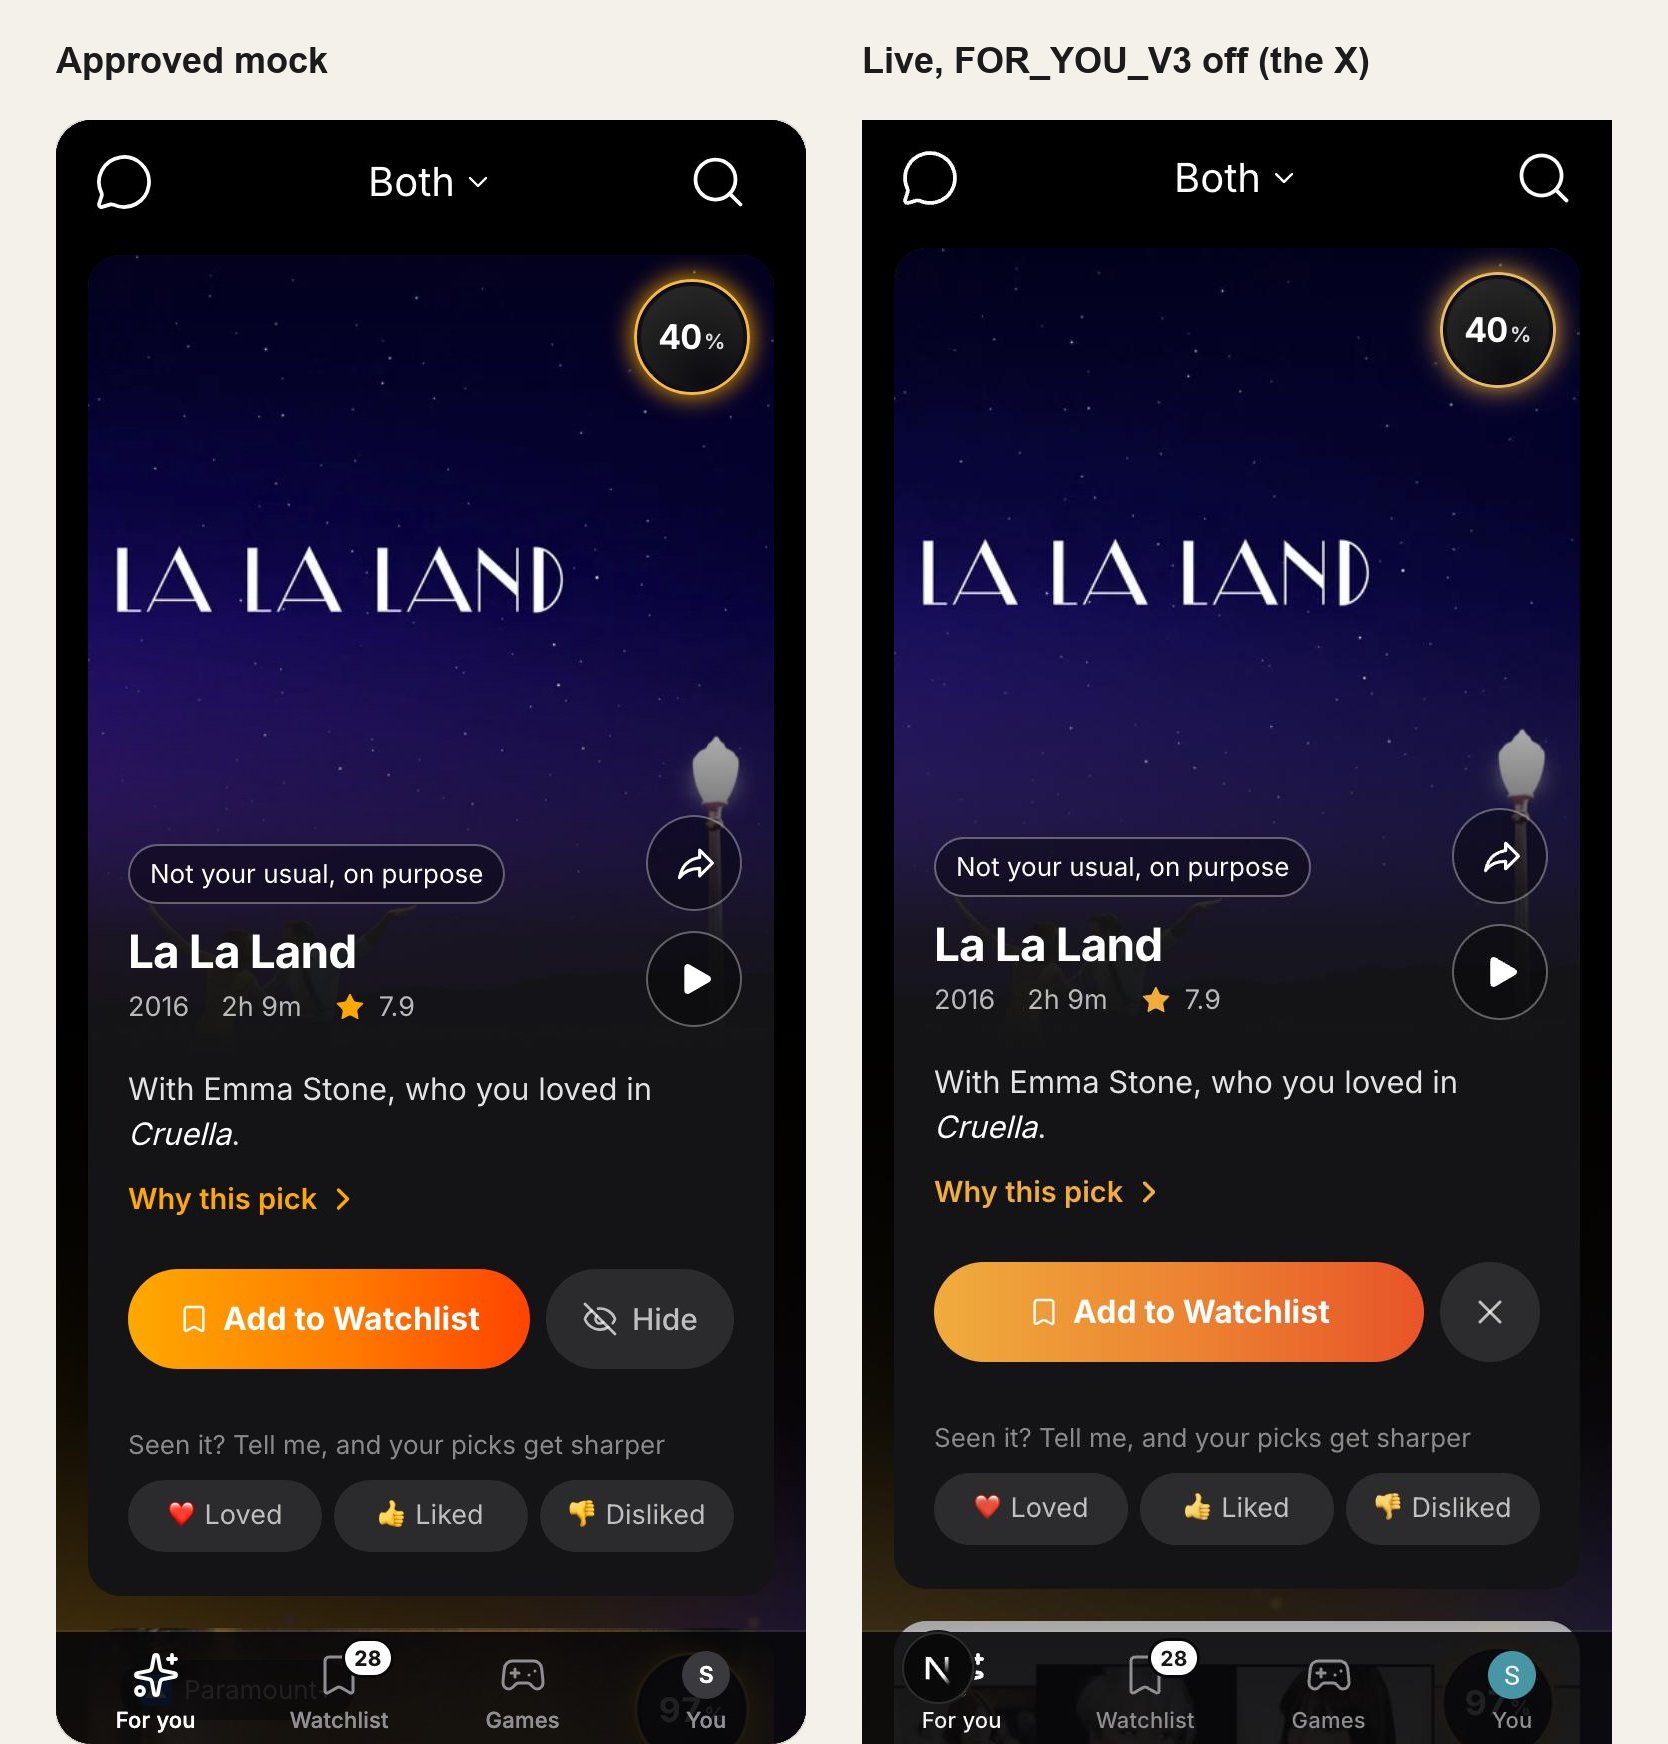 Approved mock
Both
40%
LA LA LAND
Not your usual, on purpose
La La Land
2016 2h 9m 7.9
With Emma Stone, who you loved in
Cruella.
Why this pick
Add to Watchlist Hide
Seen it? Tell me, and your picks get sharper
Loved Liked Disliked
Paramount+
97%
28
S
For you Watchlist Games You
Live, FOR_YOU_V3 off (the X)
Both
40%
LA LA LAND
Not your usual, on purpose
La La Land
2016 2h 9m 7.9
With Emma Stone, who you loved in
Cruella.
Why this pick
Add to Watchlist
Seen it? Tell me, and your picks get sharper
Loved Liked Disliked
97%
N
28
S
For you Watchlist Games You